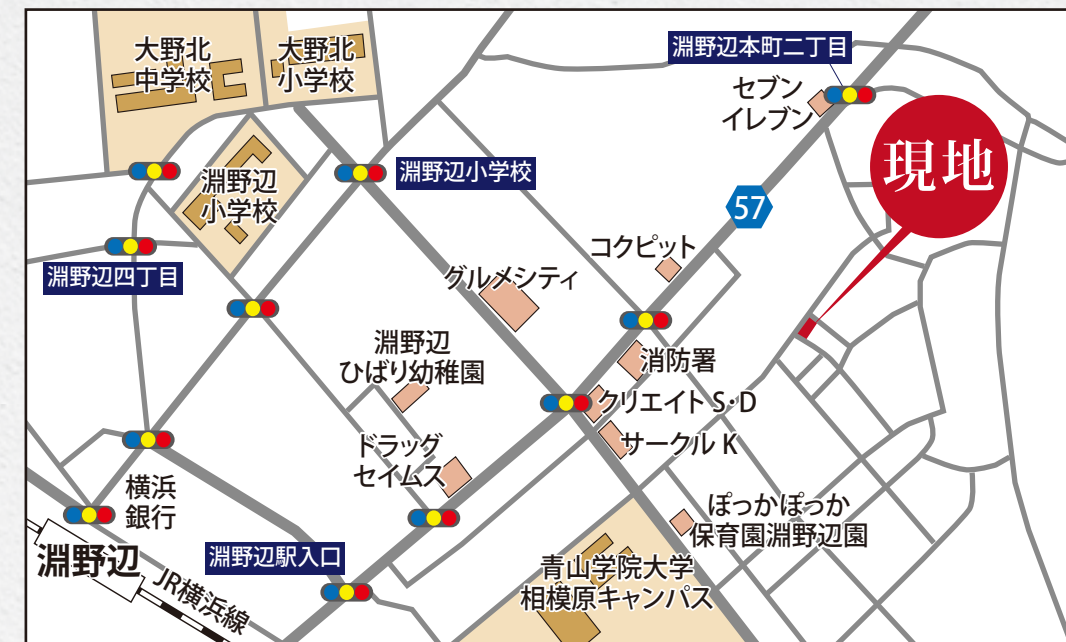 大野北
中学校
大野北
小学校
淵野辺本町二丁目
セブン
イレブン
現地
淵野辺小学校
淵野辺
小学校
57
淵野辺四丁目
コクピット
グルメシティ
淵野辺
ひばり幼稚園
消防署
クリエイト S・D
サークル K
ドラッグ
セイムス
横浜
銀行
ぽっかぽっか
保育園淵野辺園
淵野辺駅入口
淵野辺
JR横浜線
青山学院大学
相模原キャンパス